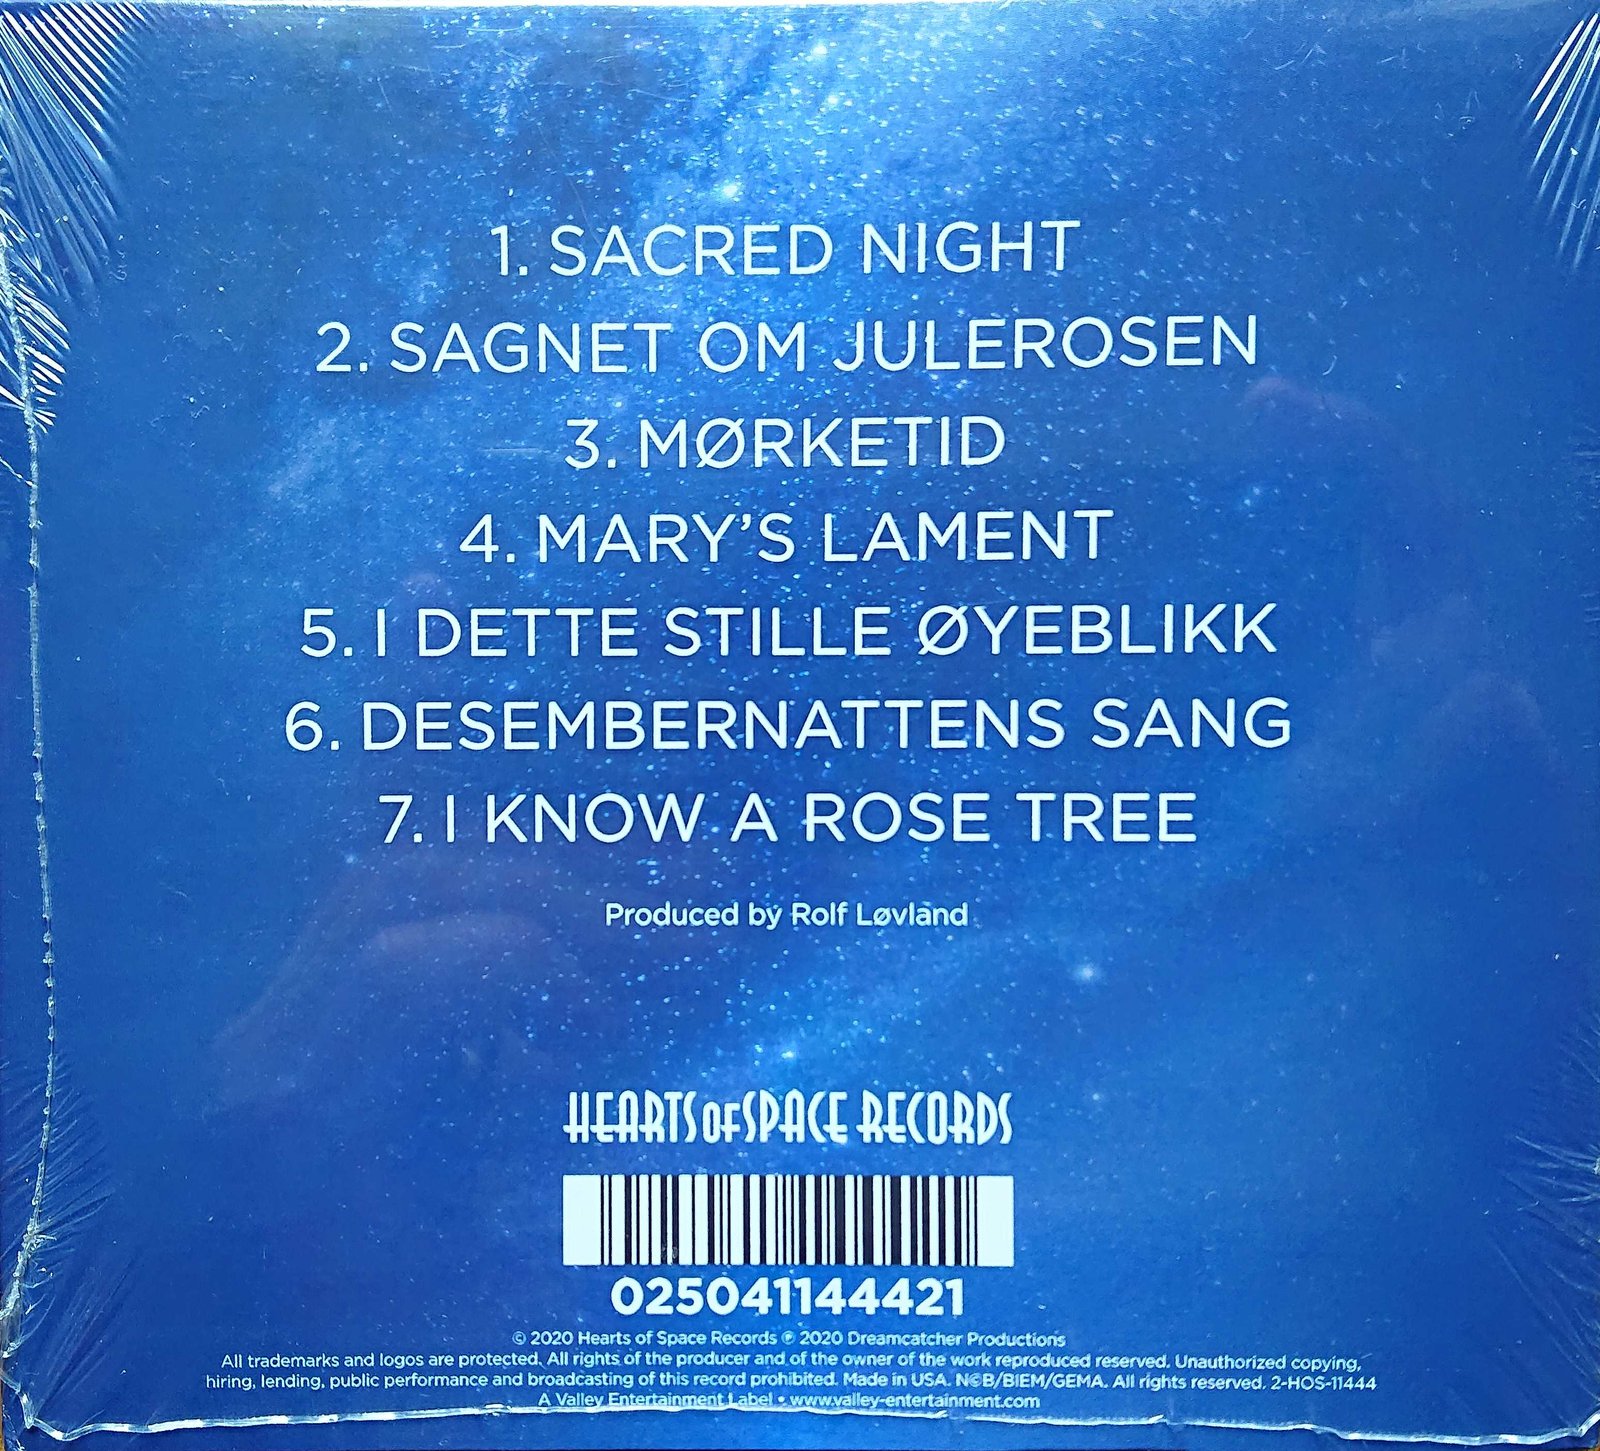 1. SACRED NIGHT
2. SAGNET OM JULEROSEN
3. MØRKETID
4. MARY'S LAMENT
5. I DETTE STILLE ØYEBLIKK
6. DESEMBERNATTENS SANG
7. I KNOW A ROSE TREE
Produced by Rolf Løvland
HEARTS OF SPACE RECORDS
025041144421
© 2020 Hearts of Space Records ℗ 2020 Dreamcatcher Productions
All trademarks and logos are protected. All rights of the producer and of the owner of the work reproduced reserved. Unauthorized copying,
hiring, lending, public performance and broadcasting of this record prohibited. Made in USA. NCB/BIEM/GEMA. All rights reserved. 2-HOS-11444
A Valley Entertainment Label • www.valley-entertainment.com